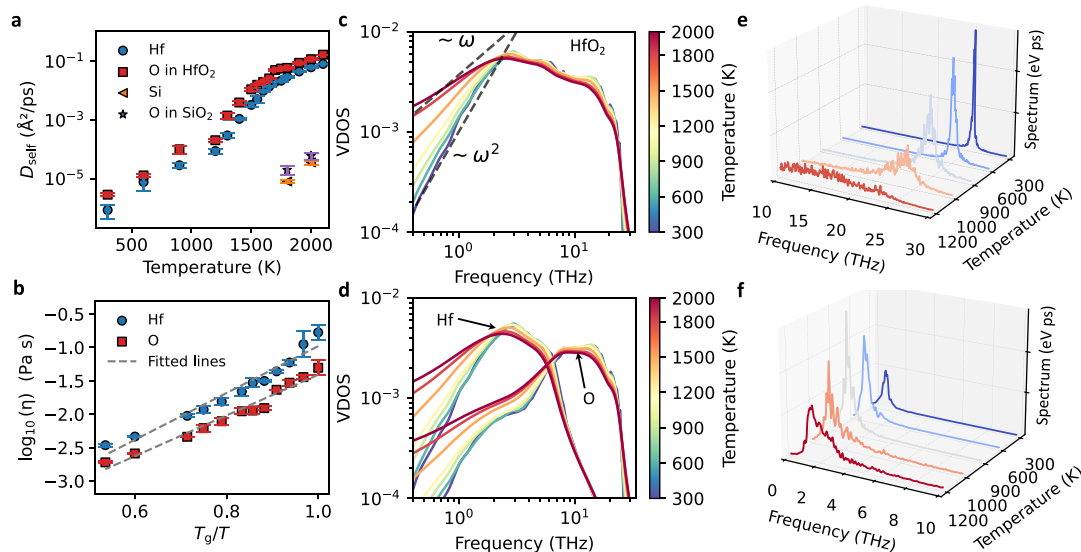 a
D_self (Å²/ps)
10⁻¹
10⁻³
10⁻⁵
Hf
O in HfO₂
Si
O in SiO₂
500 1000 1500 2000
Temperature (K)
b
log₁₀ (η) (Pa s)
−0.5
−1.0
−1.5
−2.0
−2.5
−3.0
Hf
O
Fitted lines
0.6 0.8 1.0
T_g/T
c
VDOS
10⁻²
10⁻³
10⁻⁴
~ ω
HfO₂
~ ω²
10⁰ 10¹
Frequency (THz)
2000
1800
1500
1200
900
600
300
Temperature (K)
d
VDOS
10⁻²
10⁻³
10⁻⁴
Hf
O
10⁰ 10¹
Frequency (THz)
2000
1800
1500
1200
900
600
300
Temperature (K)
e
Spectrum (eV ps)
10 15 20 25 30
Frequency (THz)
300
600
900
1000
1200
Temperature (K)
f
Spectrum (eV ps)
0 2 4 6 8 10
Frequency (THz)
300
600
900
1000
1200
Temperature (K)